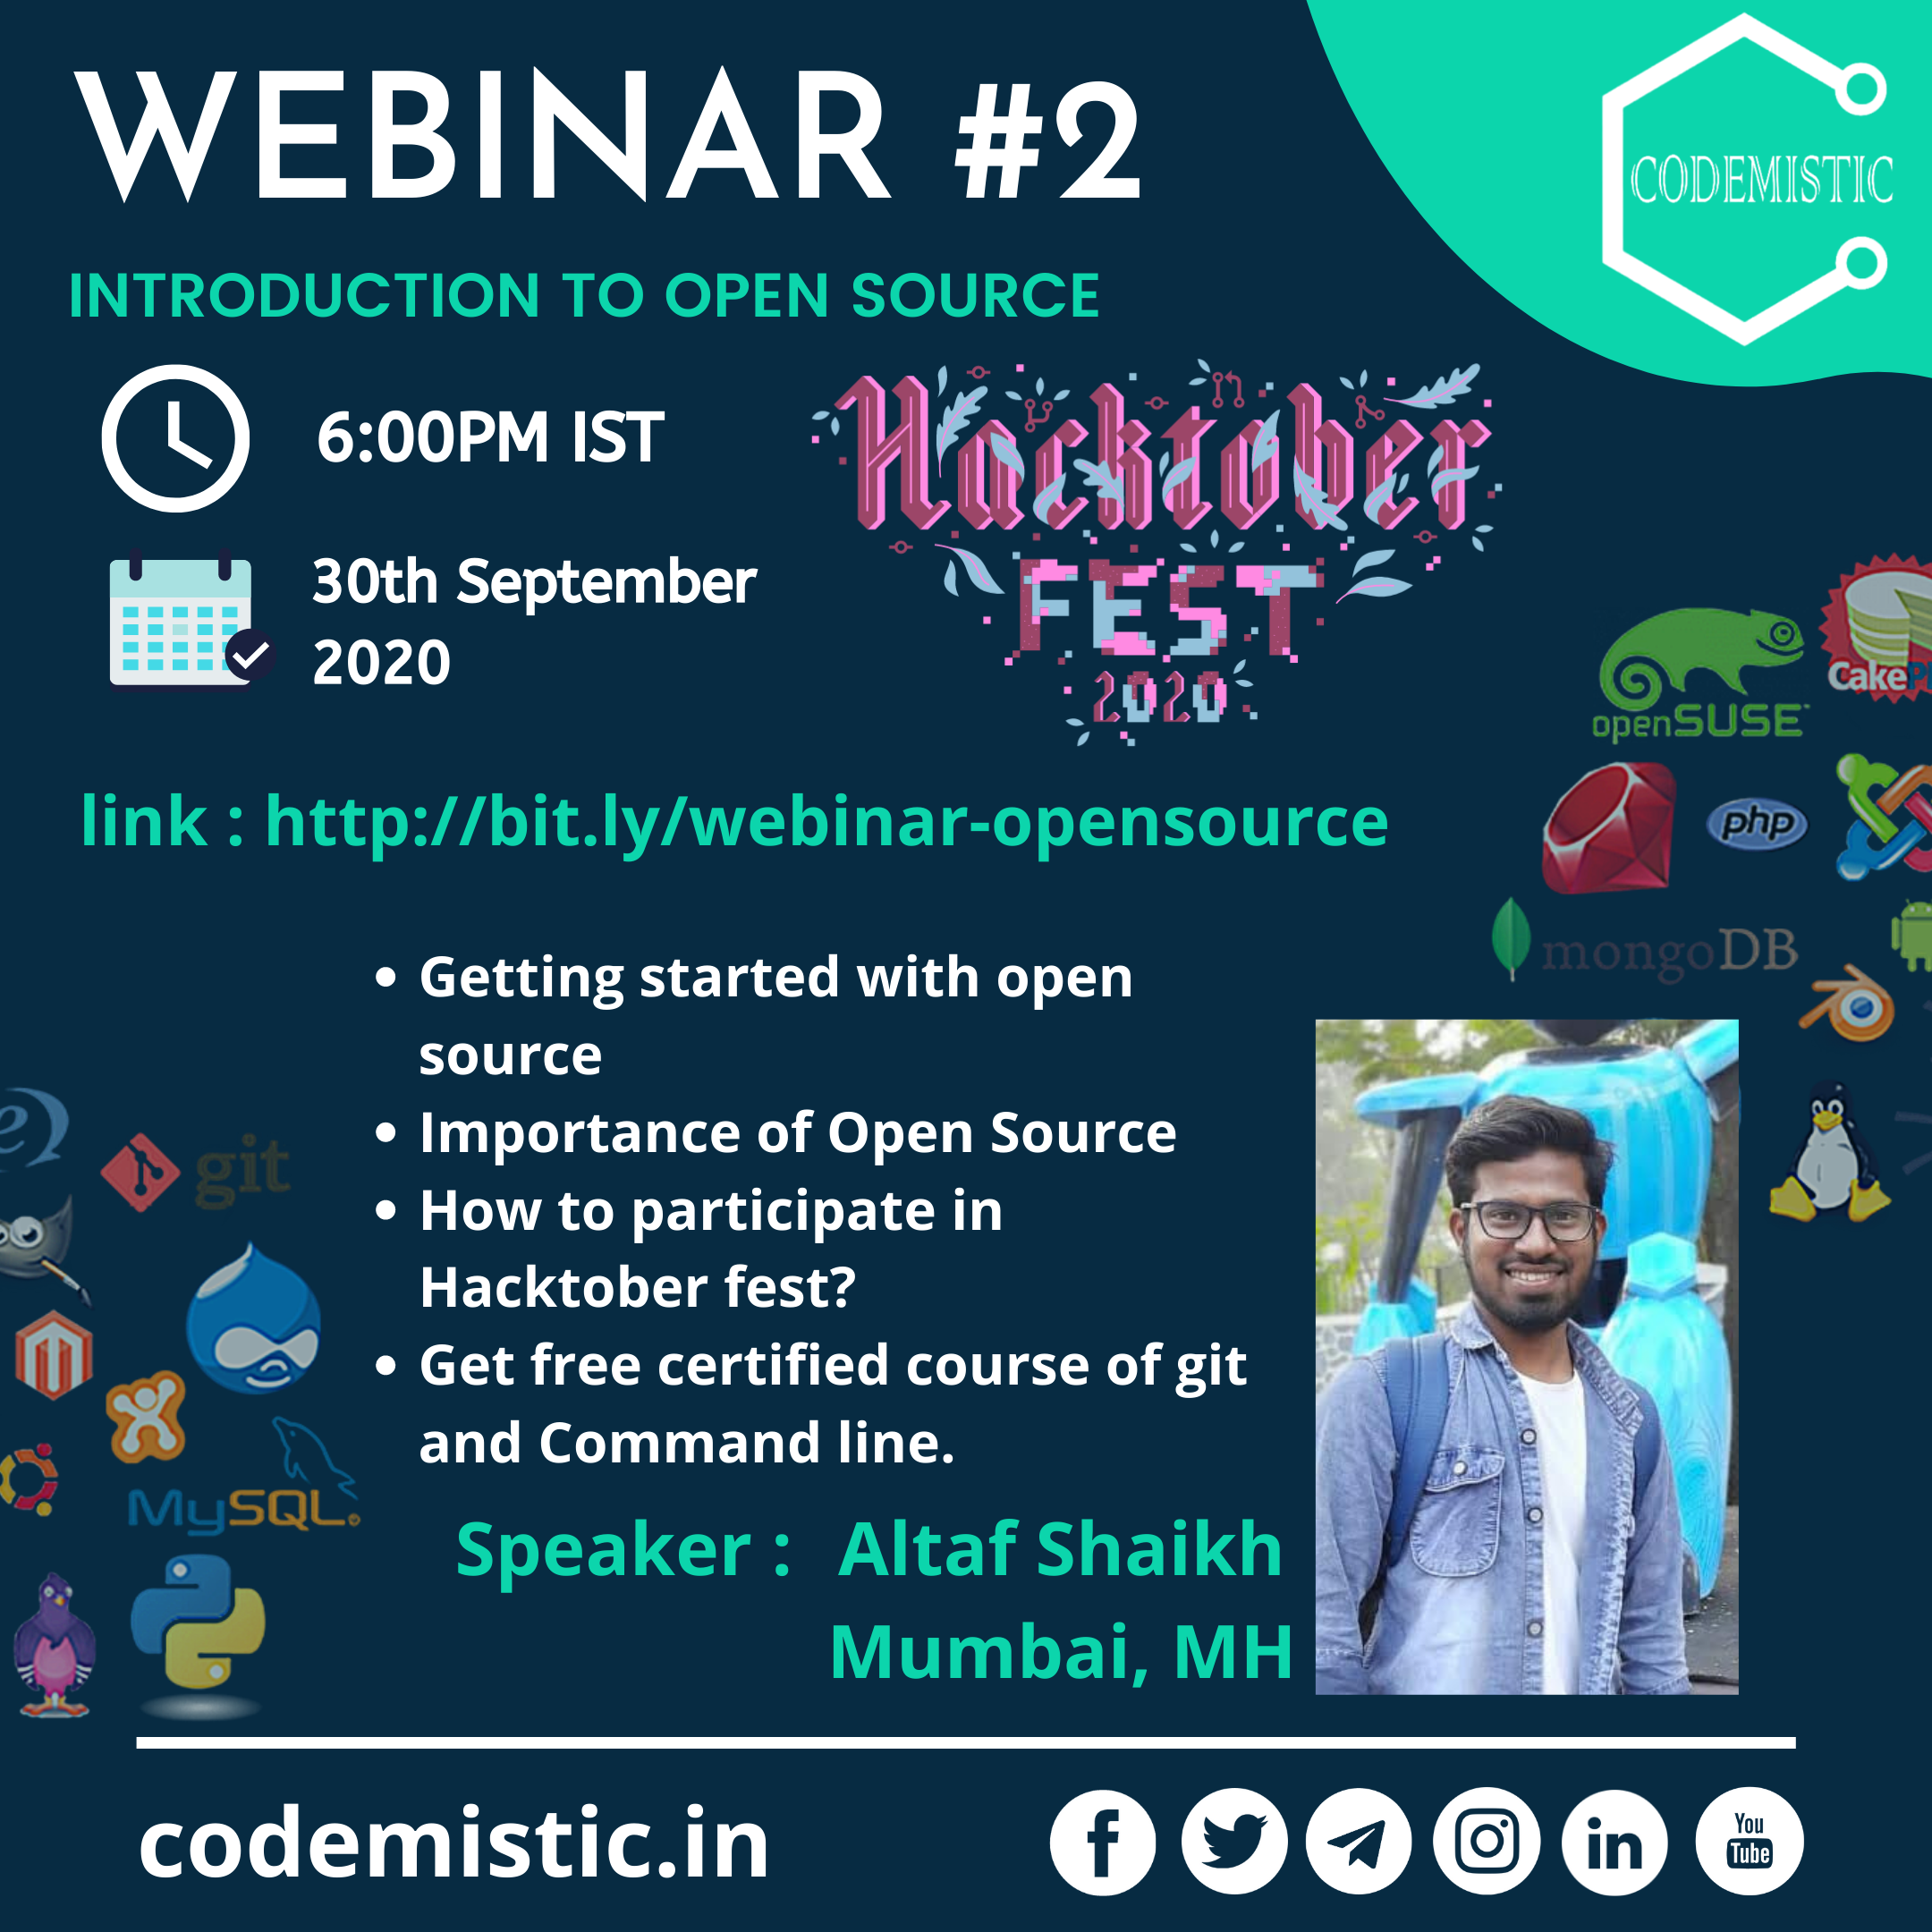 WEBINAR #2
CODEMISTIC
INTRODUCTION TO OPEN SOURCE
6:00PM IST
Hacktober
FEST
2020
30th September
2020
openSUSE
Cake
link : http://bit.ly/webinar-opensource
php
mongoDB
• Getting started with open
source
• Importance of Open Source
• How to participate in
Hacktober fest?
• Get free certified course of git
and Command line.
git
MySQL
Speaker : Altaf Shaikh
Mumbai, MH
codemistic.in
f
in
You
Tube